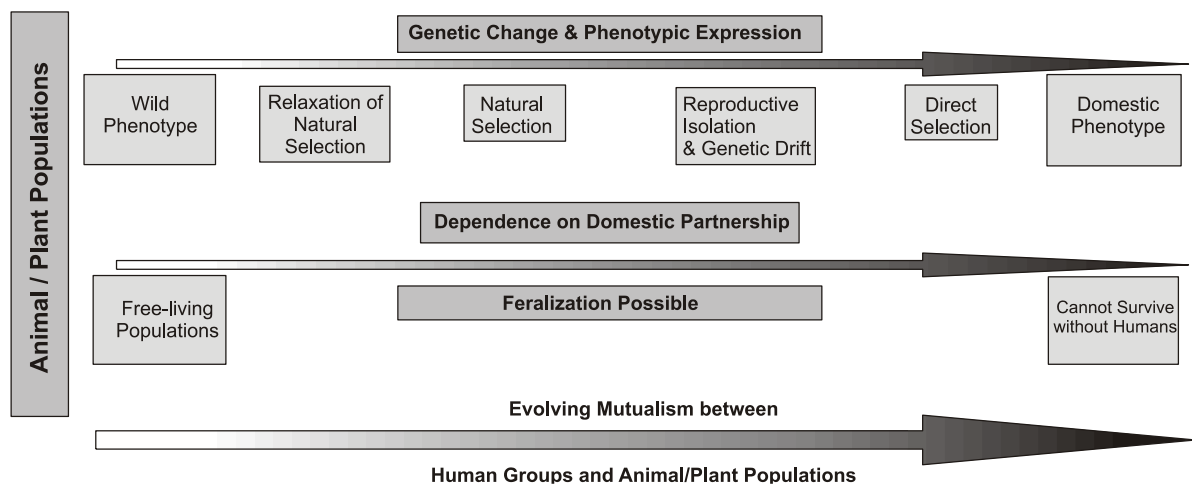 Animal / Plant Populations
Genetic Change & Phenotypic Expression
Wild
Phenotype
Relaxation of
Natural
Selection
Natural
Selection
Reproductive
Isolation
& Genetic Drift
Direct
Selection
Domestic
Phenotype
Dependence on Domestic Partnership
Free-living
Populations
Feralization Possible
Cannot Survive
without Humans
Evolving Mutualism between
Human Groups and Animal/Plant Populations